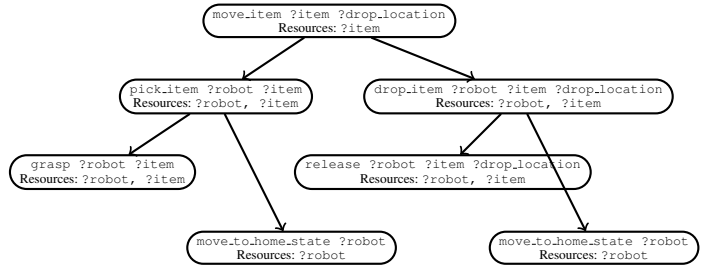 move_item ?item ?drop_location
Resources: ?item
pick_item ?robot ?item
Resources: ?robot, ?item
drop_item ?robot ?item ?drop_location
Resources: ?robot, ?item
grasp ?robot ?item
Resources: ?robot, ?item
release ?robot ?item ?drop_location
Resources: ?robot, ?item
move_to_home_state ?robot
Resources: ?robot
move_to_home_state ?robot
Resources: ?robot